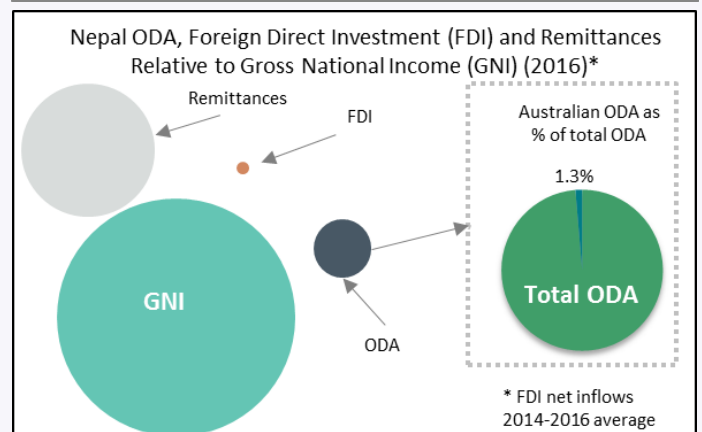 Nepal ODA, Foreign Direct Investment (FDI) and Remittances
Relative to Gross National Income (GNI) (2016)*
Remittances
FDI
GNI
ODA
Australian ODA as
% of total ODA
1.3%
Total ODA
* FDI net inflows
2014-2016 average